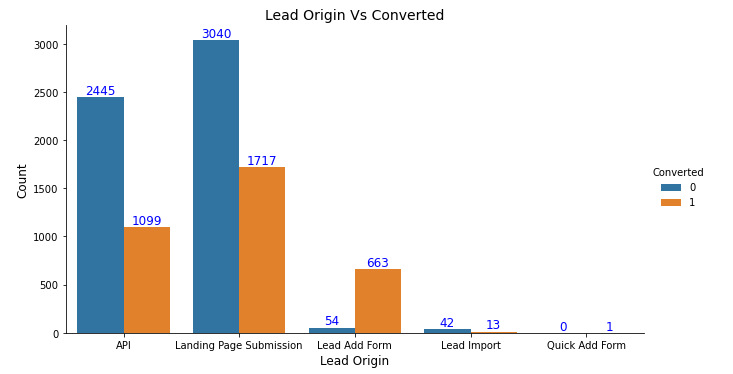 Lead Origin Vs Converted
3000
2500
2000
1500
1000
500
0
Count
2445
1099
3040
1717
54
663
42
13
0
1
API
Landing Page Submission
Lead Add Form
Lead Import
Quick Add Form
Lead Origin
Converted
0
1